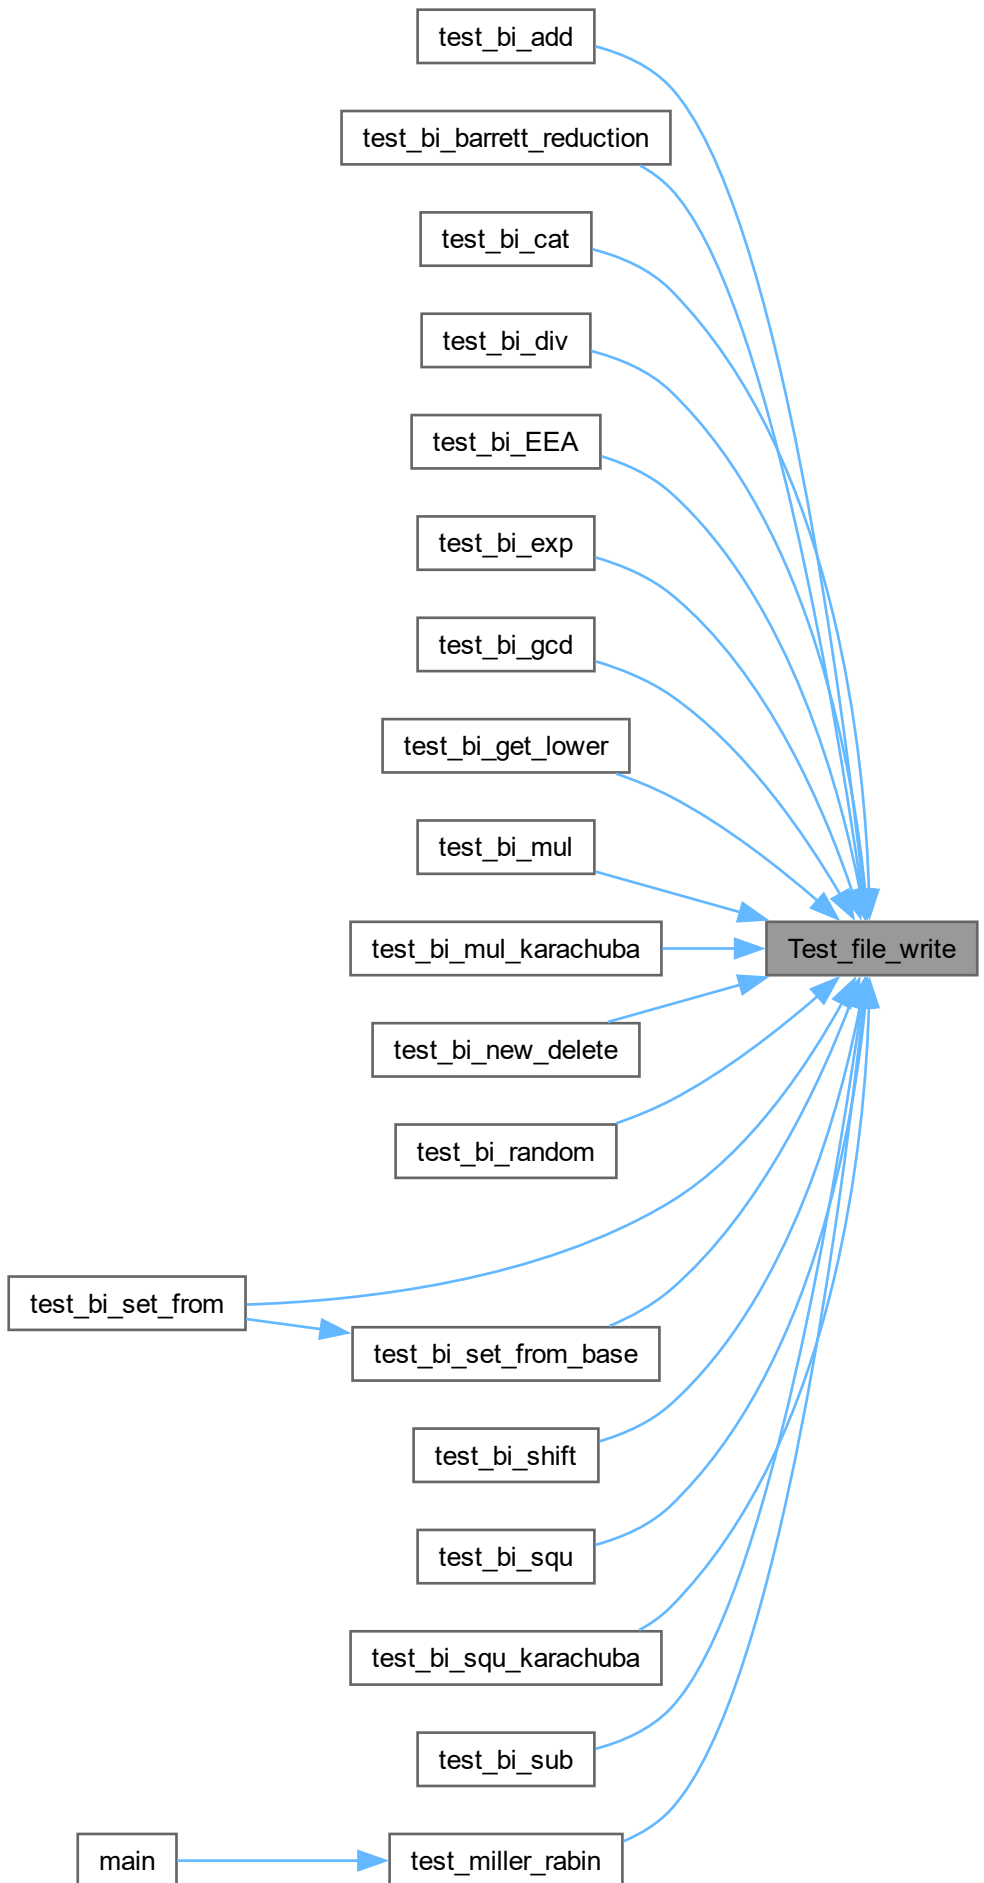 test_bi_add
test_bi_barrett_reduction
test_bi_cat
test_bi_div
test_bi_EEA
test_bi_exp
test_bi_gcd
test_bi_get_lower
test_bi_mul
Test_file_write
test_bi_mul_karachuba
test_bi_new_delete
test_bi_random
test_bi_set_from
test_bi_set_from_base
test_bi_shift
test_bi_squ
test_bi_squ_karachuba
test_bi_sub
main
test_miller_rabin